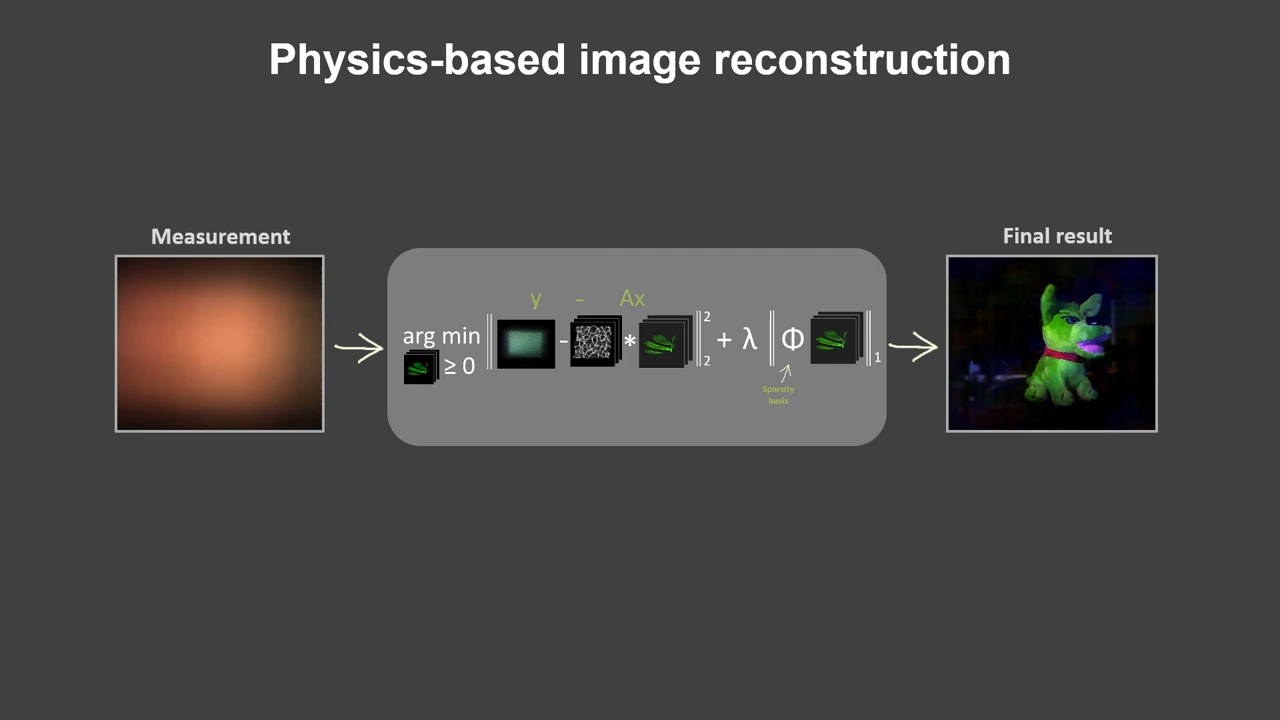 Physics-based image reconstruction
Measurement
Final result
y - Ax
arg min
≥ 0
‖ - * ‖ 2 2 + λ ‖ Φ ‖ 1
Sparsity
basis